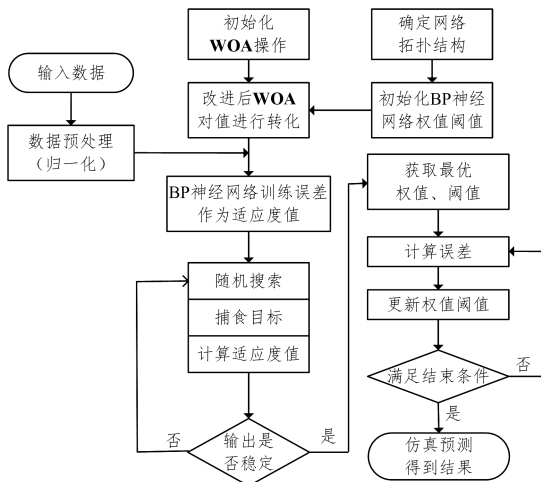 初始化
WOA操作
确定网络
拓扑结构
输入数据
改进后WOA
对值进行转化
初始化BP神经
网络权值阈值
数据预处理
（归一化）
BP神经网络训练误差
作为适应度值
获取最优
权值、阈值
随机搜索
捕食目标
计算适应度值
计算误差
更新权值阈值
满足结束条件
否
是
输出是
否稳定
否
是
仿真预测
得到结果